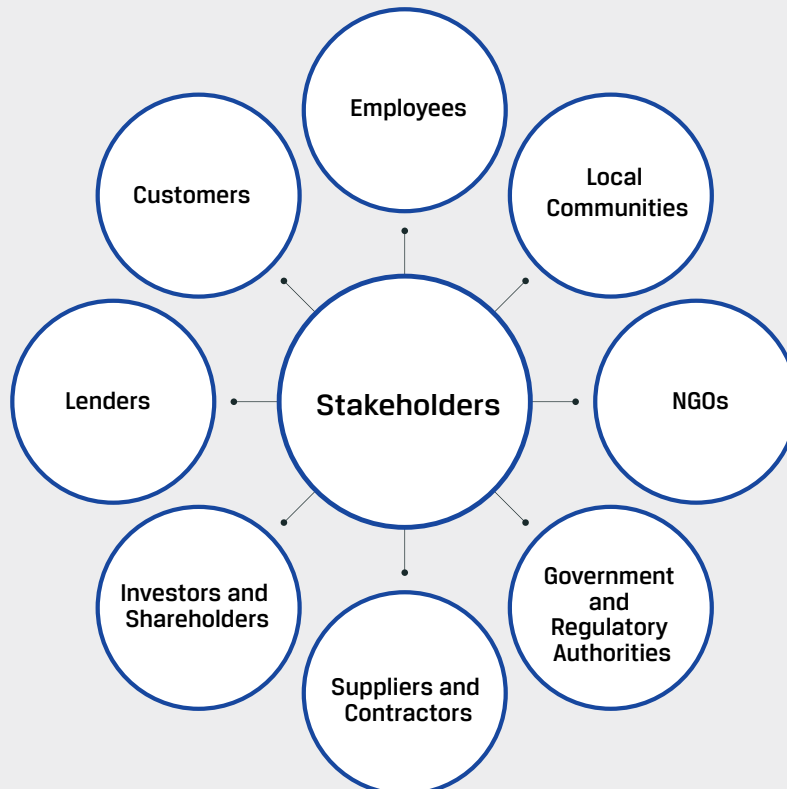 Employees
Customers
Local
Communities
Lenders
Stakeholders
NGOs
Investors and
Shareholders
Government
and
Regulatory
Authorities
Suppliers and
Contractors